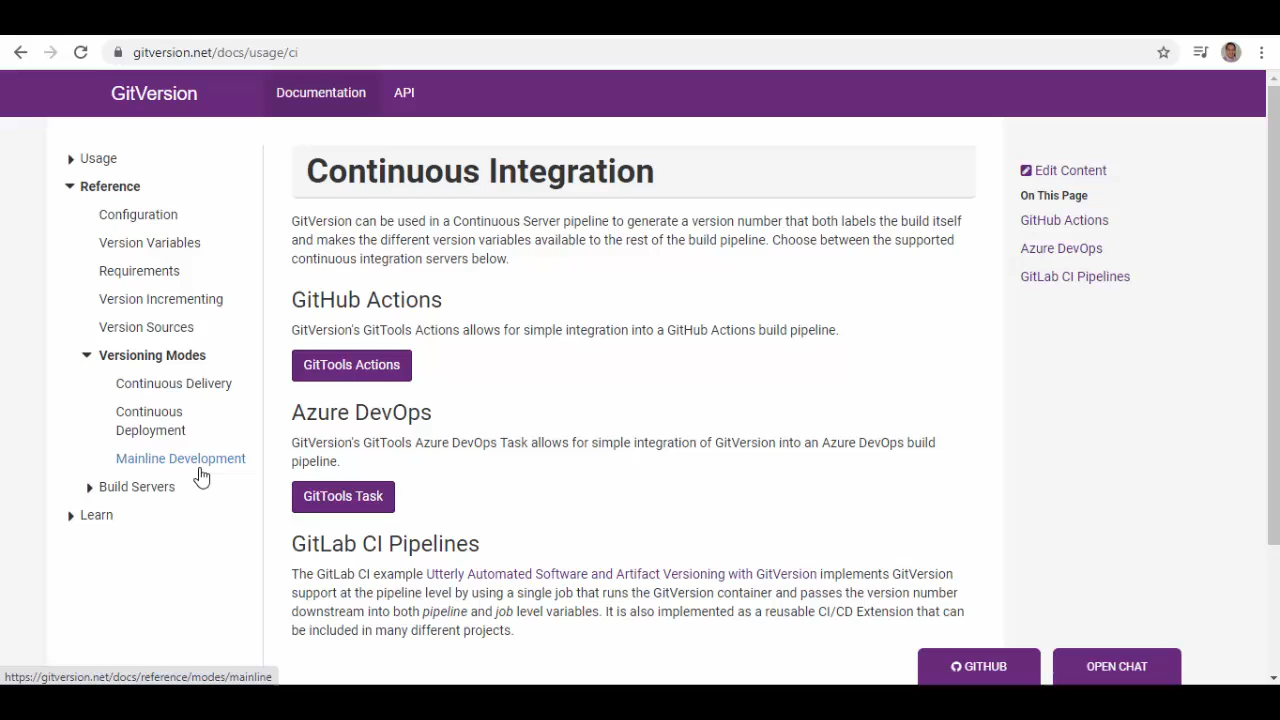 gitversion.net/docs/usage/ci
GitVersion
Documentation
API
Usage
Reference
Configuration
Version Variables
Requirements
Version Incrementing
Version Sources
Versioning Modes
Continuous Delivery
Continuous
Deployment
Mainline Development
Build Servers
Learn
Continuous Integration
GitVersion can be used in a Continuous Server pipeline to generate a version number that both labels the build itself
and makes the different version variables available to the rest of the build pipeline. Choose between the supported
continuous integration servers below.
GitHub Actions
GitVersion's GitTools Actions allows for simple integration into a GitHub Actions build pipeline.
GitTools Actions
Azure DevOps
GitVersion's GitTools Azure DevOps Task allows for simple integration of GitVersion into an Azure DevOps build
pipeline.
GitTools Task
GitLab CI Pipelines
The GitLab CI example Utterly Automated Software and Artifact Versioning with GitVersion implements GitVersion
support at the pipeline level by using a single job that runs the GitVersion container and passes the version number
downstream into both pipeline and job level variables. It is also implemented as a reusable CI/CD Extension that can
be included in many different projects.
Edit Content
On This Page
GitHub Actions
Azure DevOps
GitLab CI Pipelines
GITHUB
OPEN CHAT
https://gitversion.net/docs/reference/modes/mainline